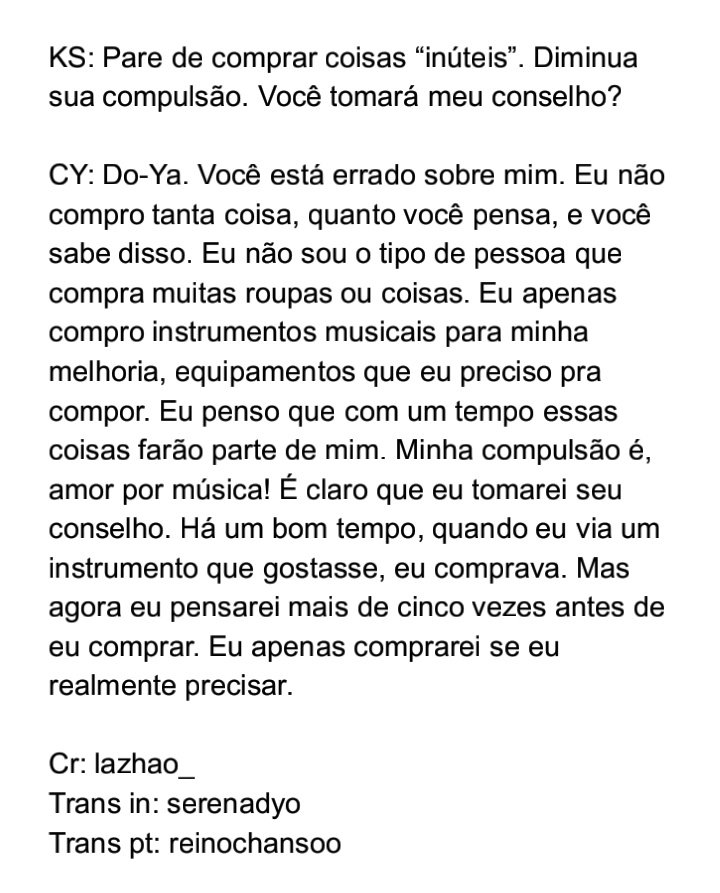 KS: Pare de comprar coisas “inúteis”. Diminua
sua compulsão. Você tomará meu conselho?
CY: Do-Ya. Você está errado sobre mim. Eu não
compro tanta coisa, quanto você pensa, e você
sabe disso. Eu não sou o tipo de pessoa que
compra muitas roupas ou coisas. Eu apenas
compro instrumentos musicais para minha
melhoria, equipamentos que eu preciso pra
compor. Eu penso que com um tempo essas
coisas farão parte de mim. Minha compulsão é,
amor por música! É claro que eu tomarei seu
conselho. Há um bom tempo, quando eu via um
instrumento que gostasse, eu comprava. Mas
agora eu pensarei mais de cinco vezes antes de
eu comprar. Eu apenas comprarei se eu
realmente precisar.
Cr: lazhao_
Trans in: serenadyo
Trans pt: reinochansoo